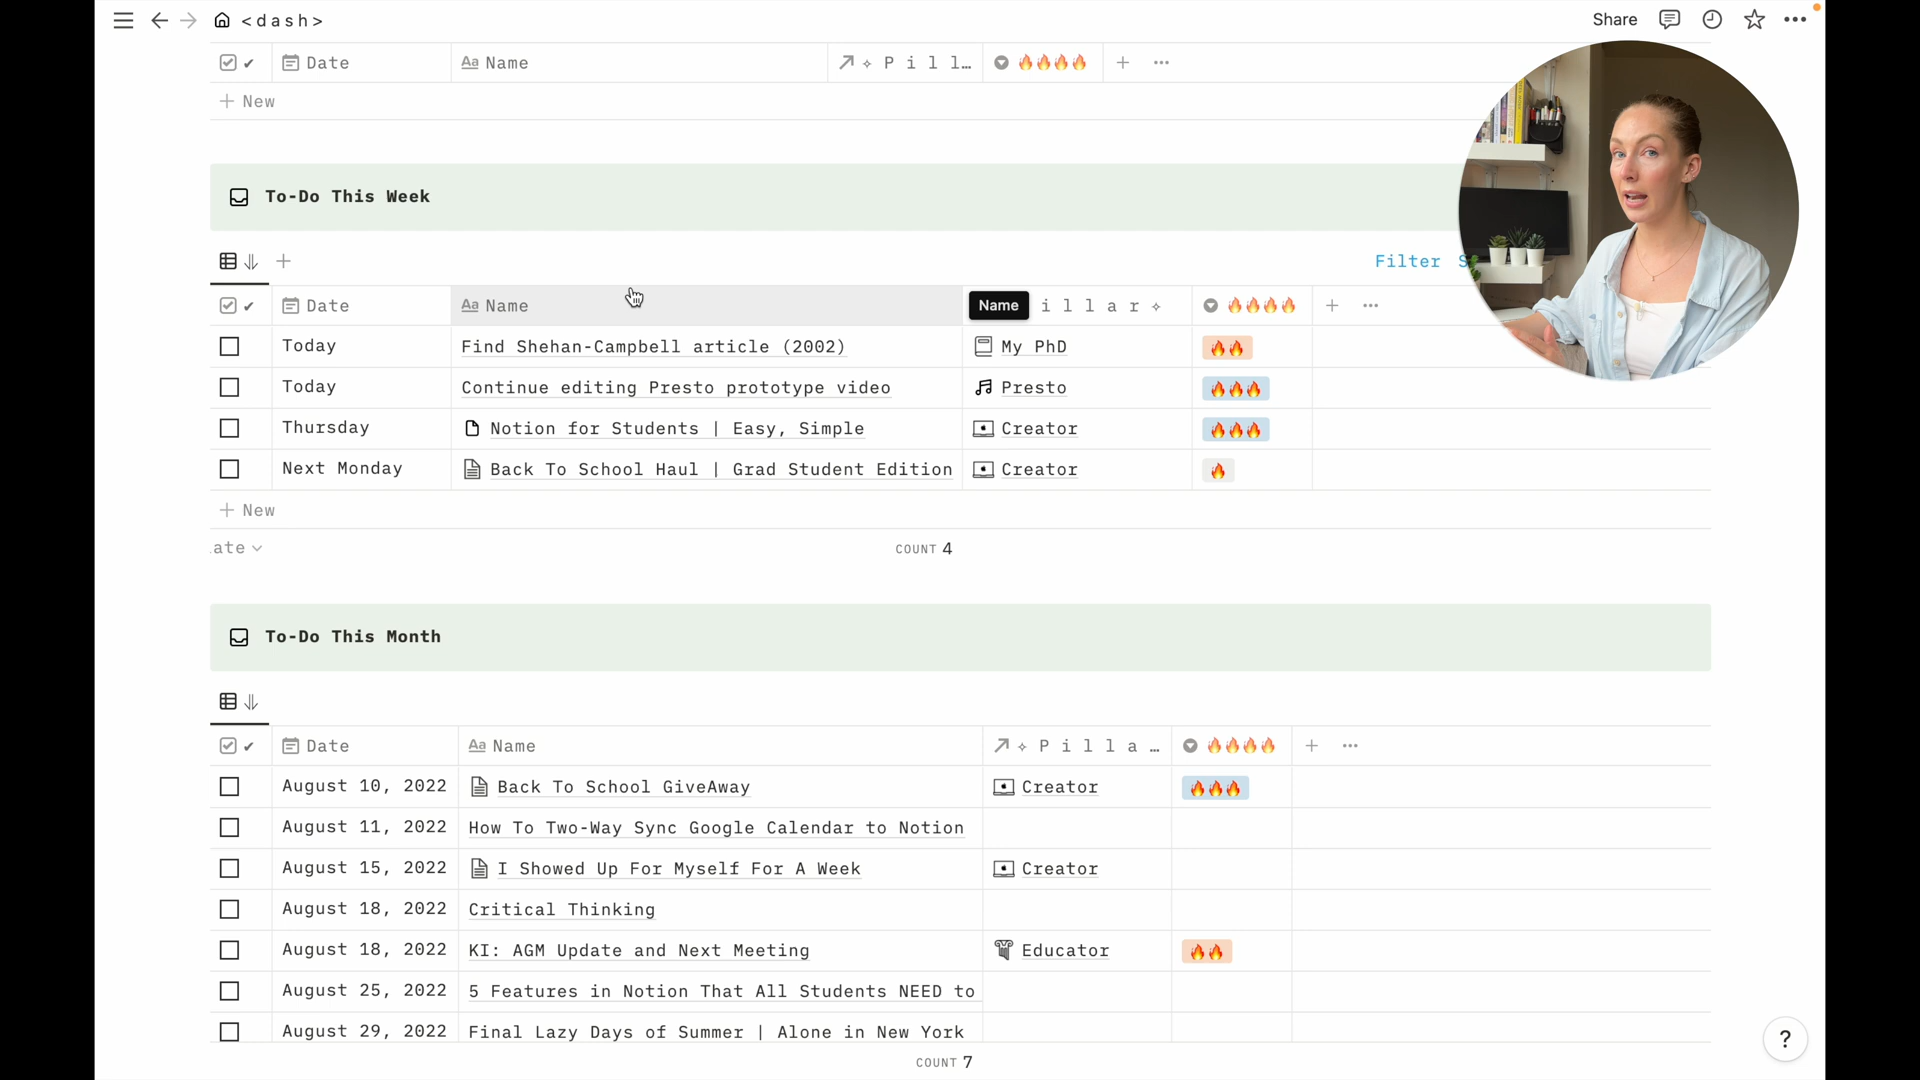 <dash>
Share
✔ Date Aa Name ↗ ✧ P i l l… 🔥🔥🔥🔥 + •••
+ New
To-Do This Week
+ Filter
✔ Date Aa Name Name i l l a r ✧ 🔥🔥🔥🔥 + •••
Today Find Shehan-Campbell article (2002) My PhD 🔥🔥
Today Continue editing Presto prototype video Presto 🔥🔥🔥
Thursday Notion for Students | Easy, Simple Creator 🔥🔥🔥
Next Monday Back To School Haul | Grad Student Edition Creator 🔥
+ New
ate COUNT 4
To-Do This Month
✔ Date Aa Name ↗ ✧ P i l l a … 🔥🔥🔥🔥 + •••
August 10, 2022 Back To School GiveAway Creator 🔥🔥🔥
August 11, 2022 How To Two-Way Sync Google Calendar to Notion
August 15, 2022 I Showed Up For Myself For A Week Creator
August 18, 2022 Critical Thinking
August 18, 2022 KI: AGM Update and Next Meeting Educator 🔥🔥
August 25, 2022 5 Features in Notion That All Students NEED to
August 29, 2022 Final Lazy Days of Summer | Alone in New York
COUNT 7
?